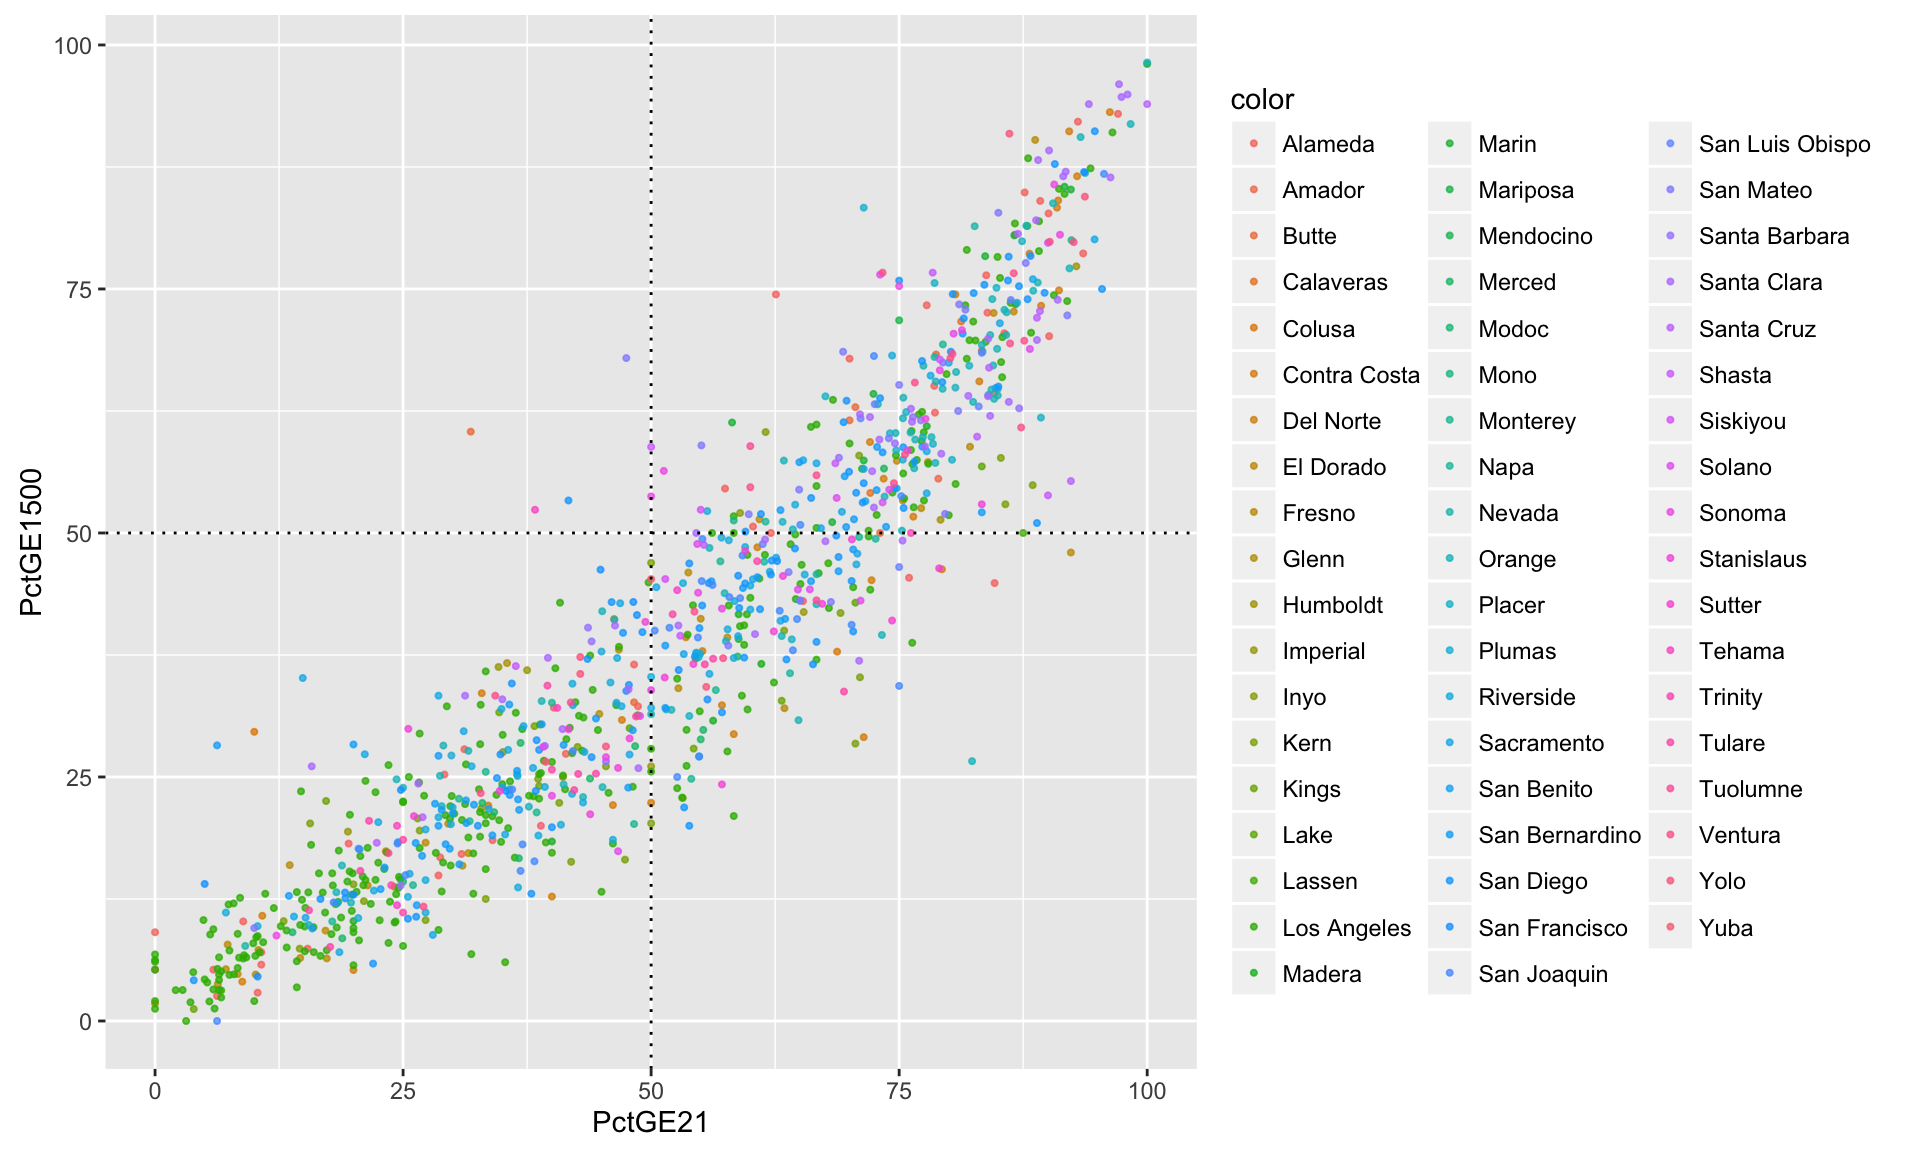 100
75
50
25
0
PctGE1500
0 25 50 75 100
PctGE21
color
Alameda
Amador
Butte
Calaveras
Colusa
Contra Costa
Del Norte
El Dorado
Fresno
Glenn
Humboldt
Imperial
Inyo
Kern
Kings
Lake
Lassen
Los Angeles
Madera
Marin
Mariposa
Mendocino
Merced
Modoc
Mono
Monterey
Napa
Nevada
Orange
Placer
Plumas
Riverside
Sacramento
San Benito
San Bernardino
San Diego
San Francisco
San Joaquin
San Luis Obispo
San Mateo
Santa Barbara
Santa Clara
Santa Cruz
Shasta
Siskiyou
Solano
Sonoma
Stanislaus
Sutter
Tehama
Trinity
Tulare
Tuolumne
Ventura
Yolo
Yuba